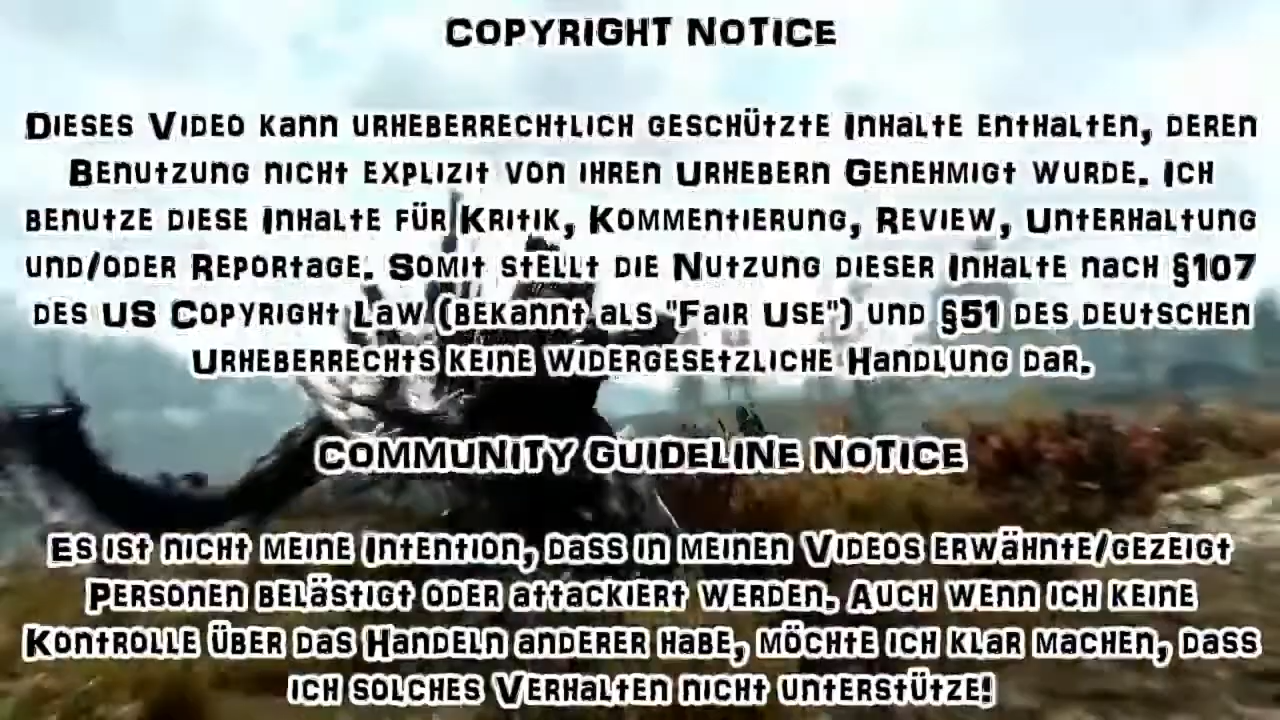 COPYRIGHT NOTICE
Dieses Video kann urheberrechtlich geschützte Inhalte enthalten, deren
Benutzung nicht explizit von ihren Urhebern Genehmigt wurde. Ich
benutze diese Inhalte für Kritik, Kommentierung, Review, Unterhaltung
und/oder Reportage. Somit stellt die Nutzung dieser Inhalte nach §107
des US Copyright Law (bekannt als "Fair Use") und §51 des deutschen
Urheberrechts keine widergesetzliche Handlung dar.
COMMUNITY GUIDELINE NOTICE
Es ist nicht meine Intention, dass in meinen Videos erwähnte/gezeigt
Personen belästigt oder attackiert werden. Auch wenn ich keine
Kontrolle über das Handeln anderer habe, möchte ich klar machen, dass
ich solches Verhalten nicht unterstütze!